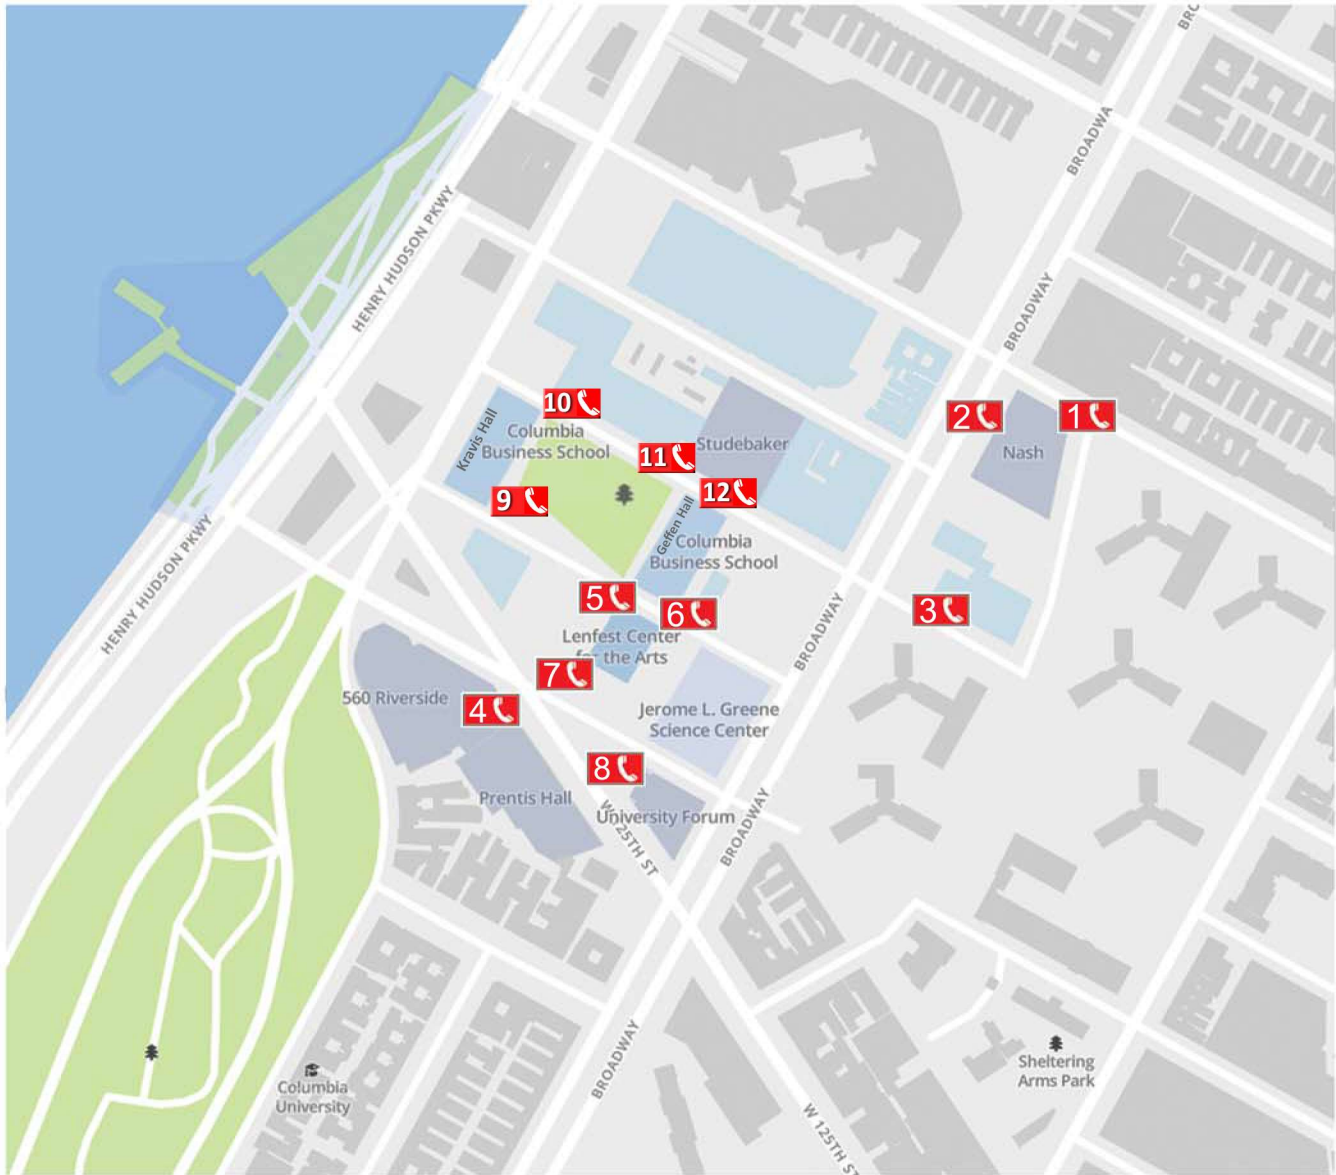 BRO
BROADWA
HENRY HUDSON PKWY
BROADWAY
10
2
1
Kravis Hall
Columbia
Business School
Studebaker
Nash
11
12
9
Geffen Hall
Columbia
Business School
HENRY HUDSON PKWY
5
6
3
BROADWAY
Lenfest Center
for the Arts
7
560 Riverside
4
Jerome L. Greene
Science Center
8
Prentis Hall
University Forum
W 125TH ST
BROADWAY
Columbia
University
BROADWAY
Sheltering
Arms Park
W 125TH ST